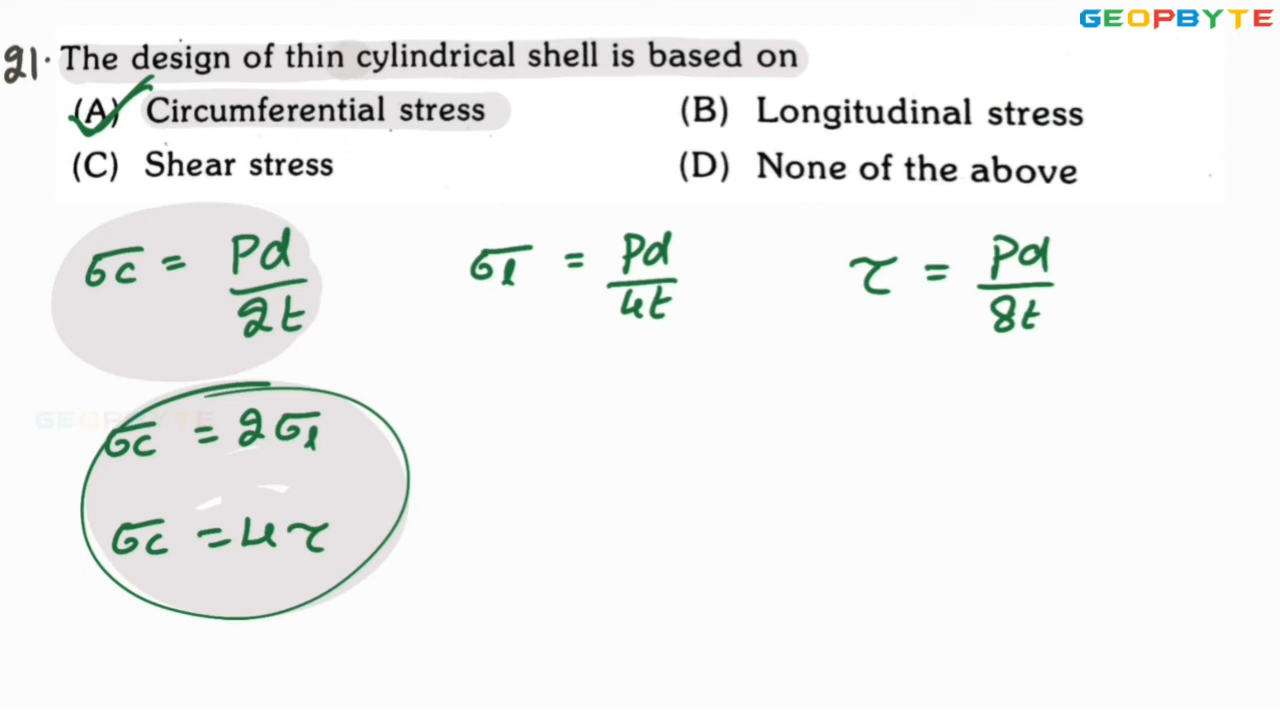 GEOPBYTE
21. The design of thin cylindrical shell is based on
(A) Circumferential stress (B) Longitudinal stress
(C) Shear stress (D) None of the above
σc = Pd/2t σl = Pd/4t τ = Pd/8t
GEOPBYTE
σc = 2σl
σc = 4τ